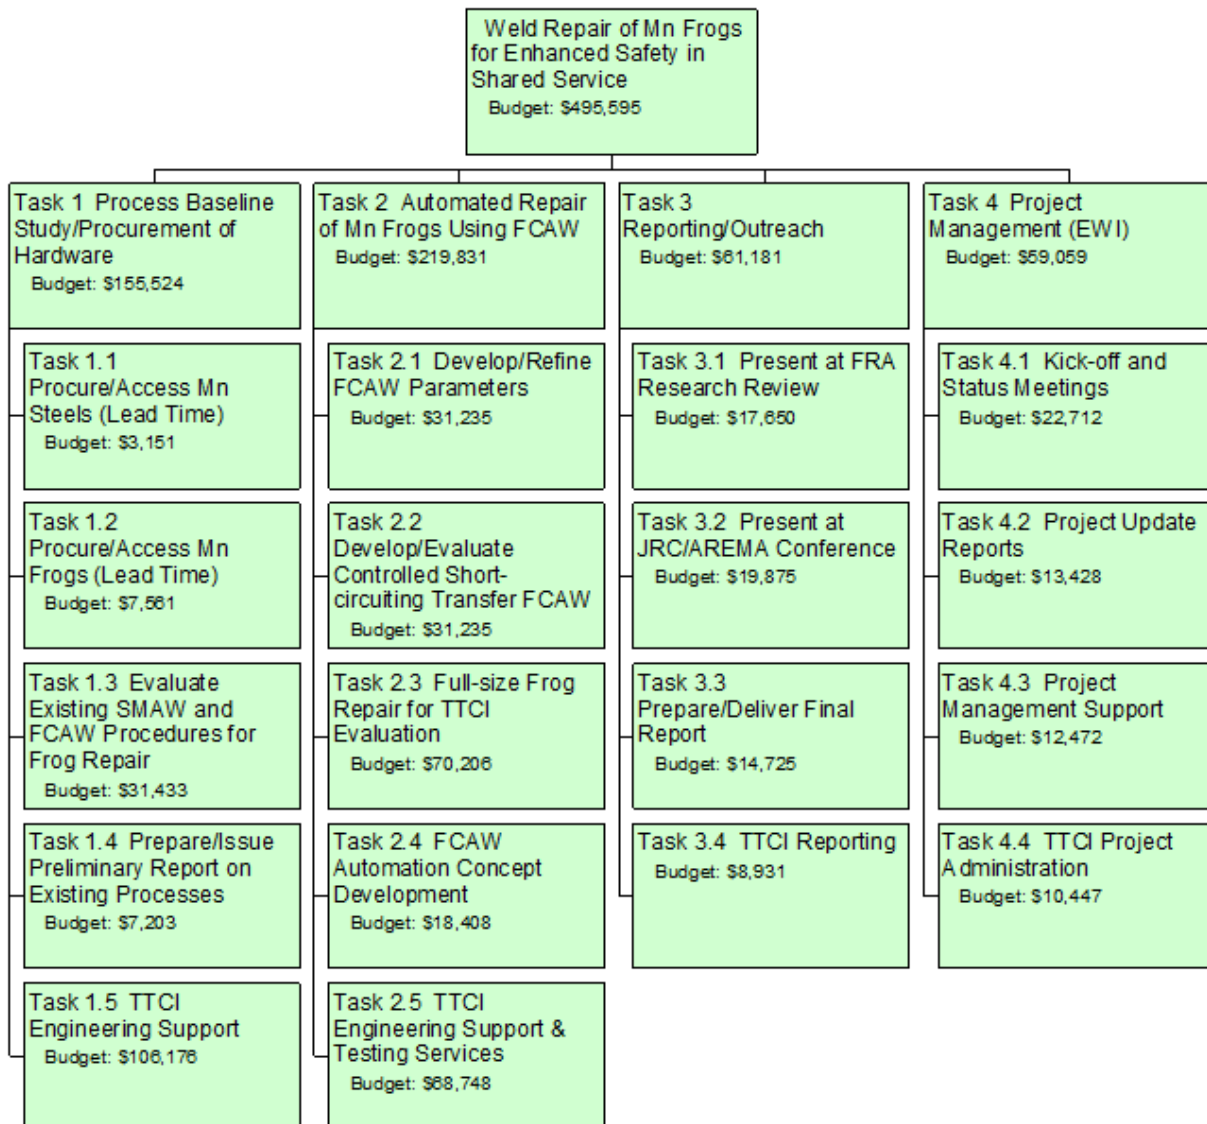 Weld Repair of Mn Frogs
for Enhanced Safety in
Shared Service
Budget: $495,595
Task 1 Process Baseline
Study/Procurement of
Hardware
Budget: $155,524
Task 1.1
Procure/Access Mn
Steels (Lead Time)
Budget: $3,151
Task 1.2
Procure/Access Mn
Frogs (Lead Time)
Budget: $7,561
Task 1.3 Evaluate
Existing SMAW and
FCAW Procedures for
Frog Repair
Budget: $31,433
Task 1.4 Prepare/Issue
Preliminary Report on
Existing Processes
Budget: $7,203
Task 1.5 TTCI
Engineering Support
Budget: $106,176
Task 2 Automated Repair
of Mn Frogs Using FCAW
Budget: $219,831
Task 2.1 Develop/Refine
FCAW Parameters
Budget: $31,235
Task 2.2
Develop/Evaluate
Controlled Short-
circuiting Transfer FCAW
Budget: $31,235
Task 2.3 Full-size Frog
Repair for TTCI
Evaluation
Budget: $70,206
Task 2.4 FCAW
Automation Concept
Development
Budget: $18,408
Task 2.5 TTCI
Engineering Support &
Testing Services
Budget: $68,748
Task 3
Reporting/Outreach
Budget: $61,181
Task 3.1 Present at FRA
Research Review
Budget: $17,650
Task 3.2 Present at
JRC/AREMA Conference
Budget: $19,875
Task 3.3
Prepare/Deliver Final
Report
Budget: $14,725
Task 3.4 TTCI Reporting
Budget: $8,931
Task 4 Project
Management (EWI)
Budget: $59,059
Task 4.1 Kick-off and
Status Meetings
Budget: $22,712
Task 4.2 Project Update
Reports
Budget: $13,428
Task 4.3 Project
Management Support
Budget: $12,472
Task 4.4 TTCI Project
Administration
Budget: $10,447